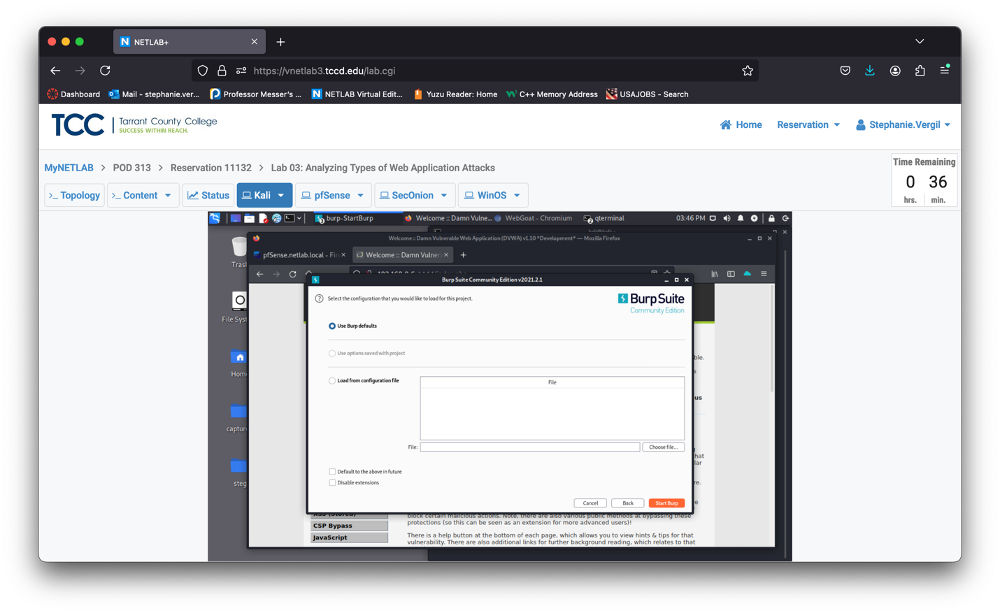 NETLAB+
https://vnetlab3.tccd.edu/lab.cgi
Dashboard
Mail - stephanie.ver...
Professor Messer's ...
NETLAB Virtual Edit...
Yuzu Reader: Home
C++ Memory Address
USAJOBS - Search
TCC
Tarrant County College
SUCCESS WITHIN REACH.
Home
Reservation
Stephanie.Vergil
MyNETLAB > POD 313 > Reservation 11132 > Lab 03: Analyzing Types of Web Application Attacks
Time Remaining
0 36
hrs. min.
>_ Topology
>_ Content
Status
Kali
pfSense
SecOnion
WinOS
burp-StartBurp
Welcome :: Damn Vulne...
WebGoat - Chromium
qterminal
03:46 PM
Welcome :: Damn Vulnerable Web Application (DVWA) v1.10 *Development* — Mozilla Firefox
pfSense.netlab.local - Fir
Welcome :: Damn Vulner
Trash
File Syst
Home
captur
steg
Burp Suite Community Edition v2021.2.1
Select the configuration that you would like to load for this project.
Burp Suite
Community Edition
Use Burp defaults
Use options saved with project
Load from configuration file
File
File:
Choose file...
Default to the above in future
Disable extensions
Cancel
Back
Start Burp
ble.
s
us
hat
lar
re.
e
XSS (Stored)
CSP Bypass
JavaScript
block certain malicious actions. Note, there are also various public methods at bypassing these
protections (so this can be seen as an extension for more advanced users)!
There is a help button at the bottom of each page, which allows you to view hints & tips for that
vulnerability. There are also additional links for further background reading, which relates to that